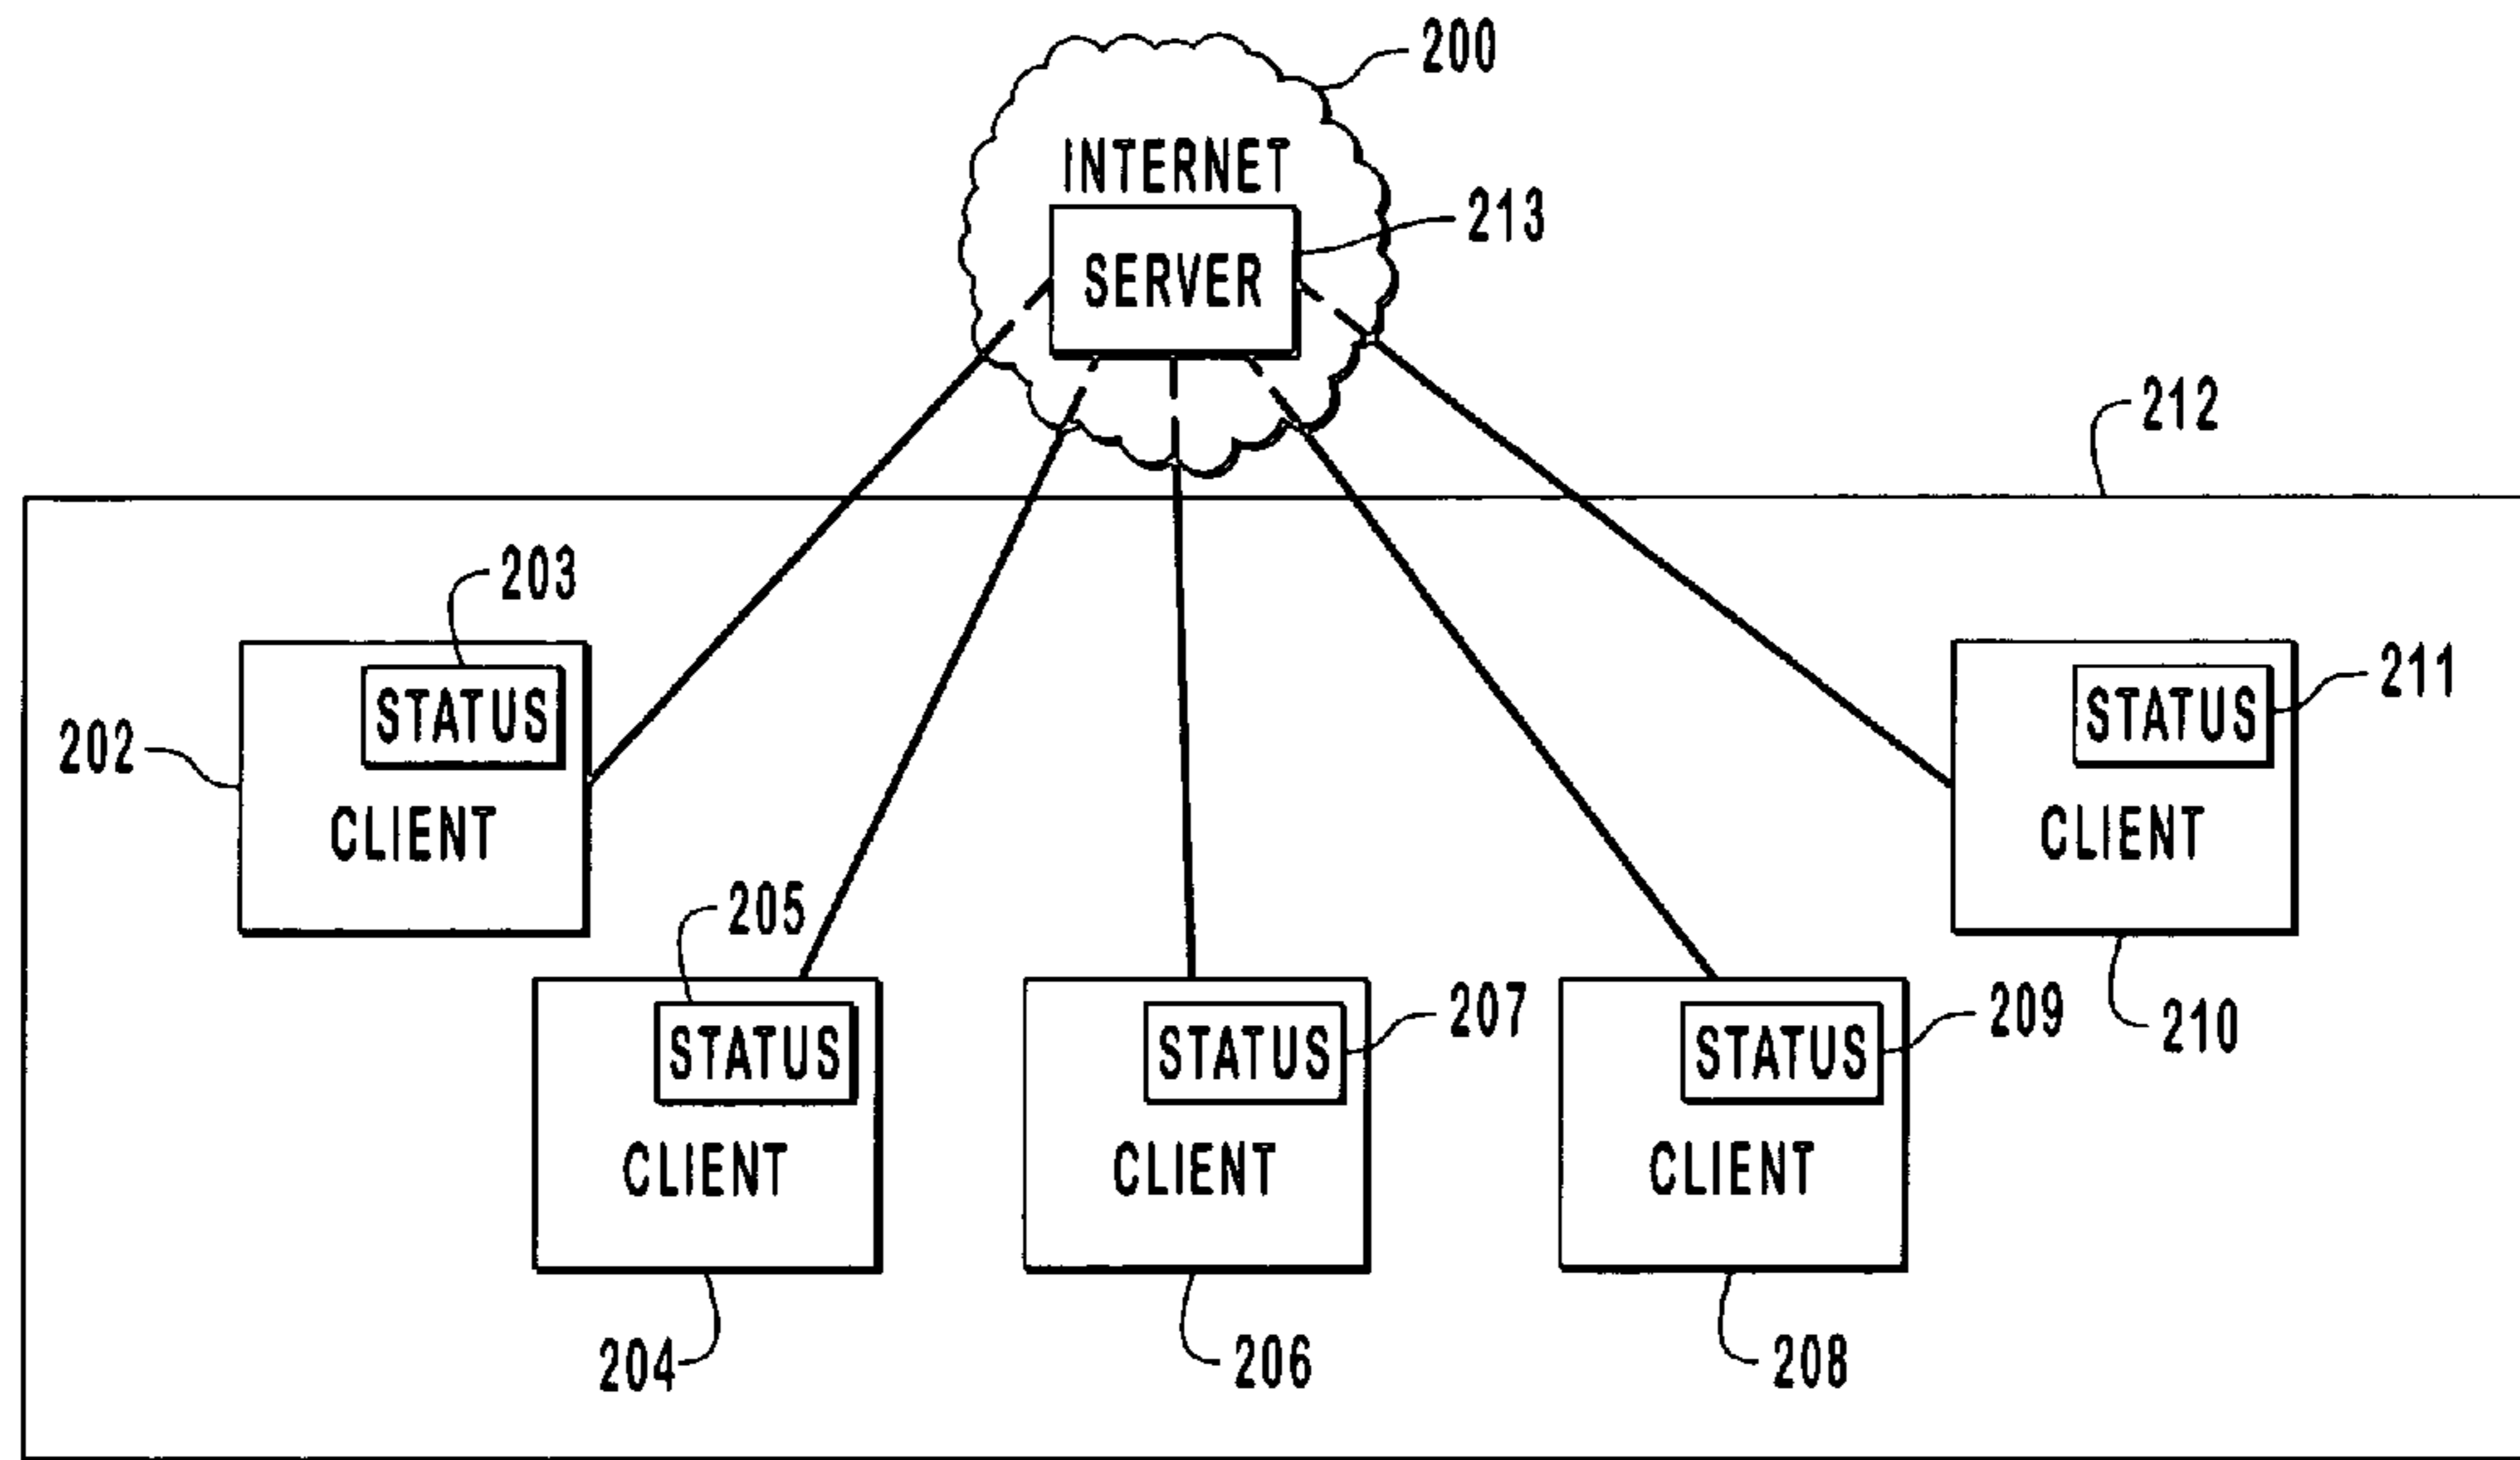 200
INTERNET
213
SERVER
212
203
STATUS
202
CLIENT
211
STATUS
CLIENT
210
205
STATUS
CLIENT
204
207
STATUS
CLIENT
206
209
STATUS
CLIENT
208